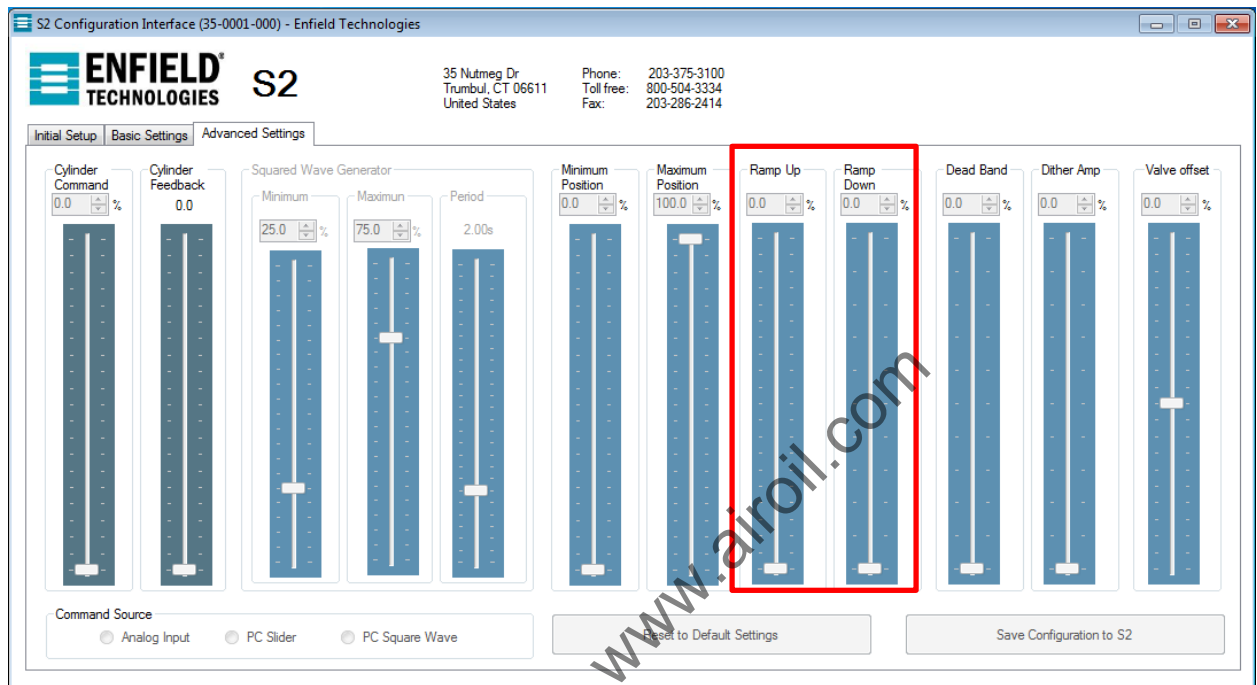 S2 Configuration Interface (35-0001-000) - Enfield Technologies
ENFIELD®
TECHNOLOGIES
S2
35 Nutmeg Dr
Trumbul, CT 06611
United States
Phone: 203-375-3100
Toll free: 800-504-3334
Fax: 203-286-2414
Initial Setup Basic Settings Advanced Settings
Cylinder Command
0.0 %
Cylinder Feedback
0.0
Squared Wave Generator
Minimum
25.0 %
Maximun
75.0 %
Period
2.00s
Minimum Position
0.0 %
Maximum Position
100.0 %
Ramp Up
0.0 %
Ramp Down
0.0 %
Dead Band
0.0 %
Dither Amp
0.0 %
Valve offset
0.0 %
Command Source
Analog Input PC Slider PC Square Wave
Reset to Default Settings
Save Configuration to S2
www.airoil.com